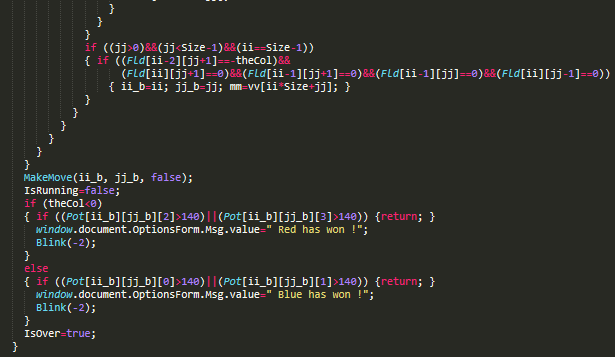 }
}
}
if ((jj>0)&&(jj<Size-1)&&(ii==Size-1))
{ if ((Fld[ii-2][jj+1]==-theCol)&&
(Fld[ii][jj+1]==0)&&(Fld[ii-1][jj+1]==0)&&(Fld[ii-1][jj]==0)&&(Fld[ii][jj-1]==0))
{ ii_b=ii; jj_b=jj; mm=vv[ii*Size+jj]; }
}
}
}
}
}
}
MakeMove(ii_b, jj_b, false);
IsRunning=false;
if (theCol<0)
{ if ((Pot[ii_b][jj_b][2]>140)||(Pot[ii_b][jj_b][3]>140)) {return; }
window.document.OptionsForm.Msg.value=" Red has won !";
Blink(-2);
}
else
{ if ((Pot[ii_b][jj_b][0]>140)||(Pot[ii_b][jj_b][1]>140)) {return; }
window.document.OptionsForm.Msg.value=" Blue has won !";
Blink(-2);
}
IsOver=true;
}